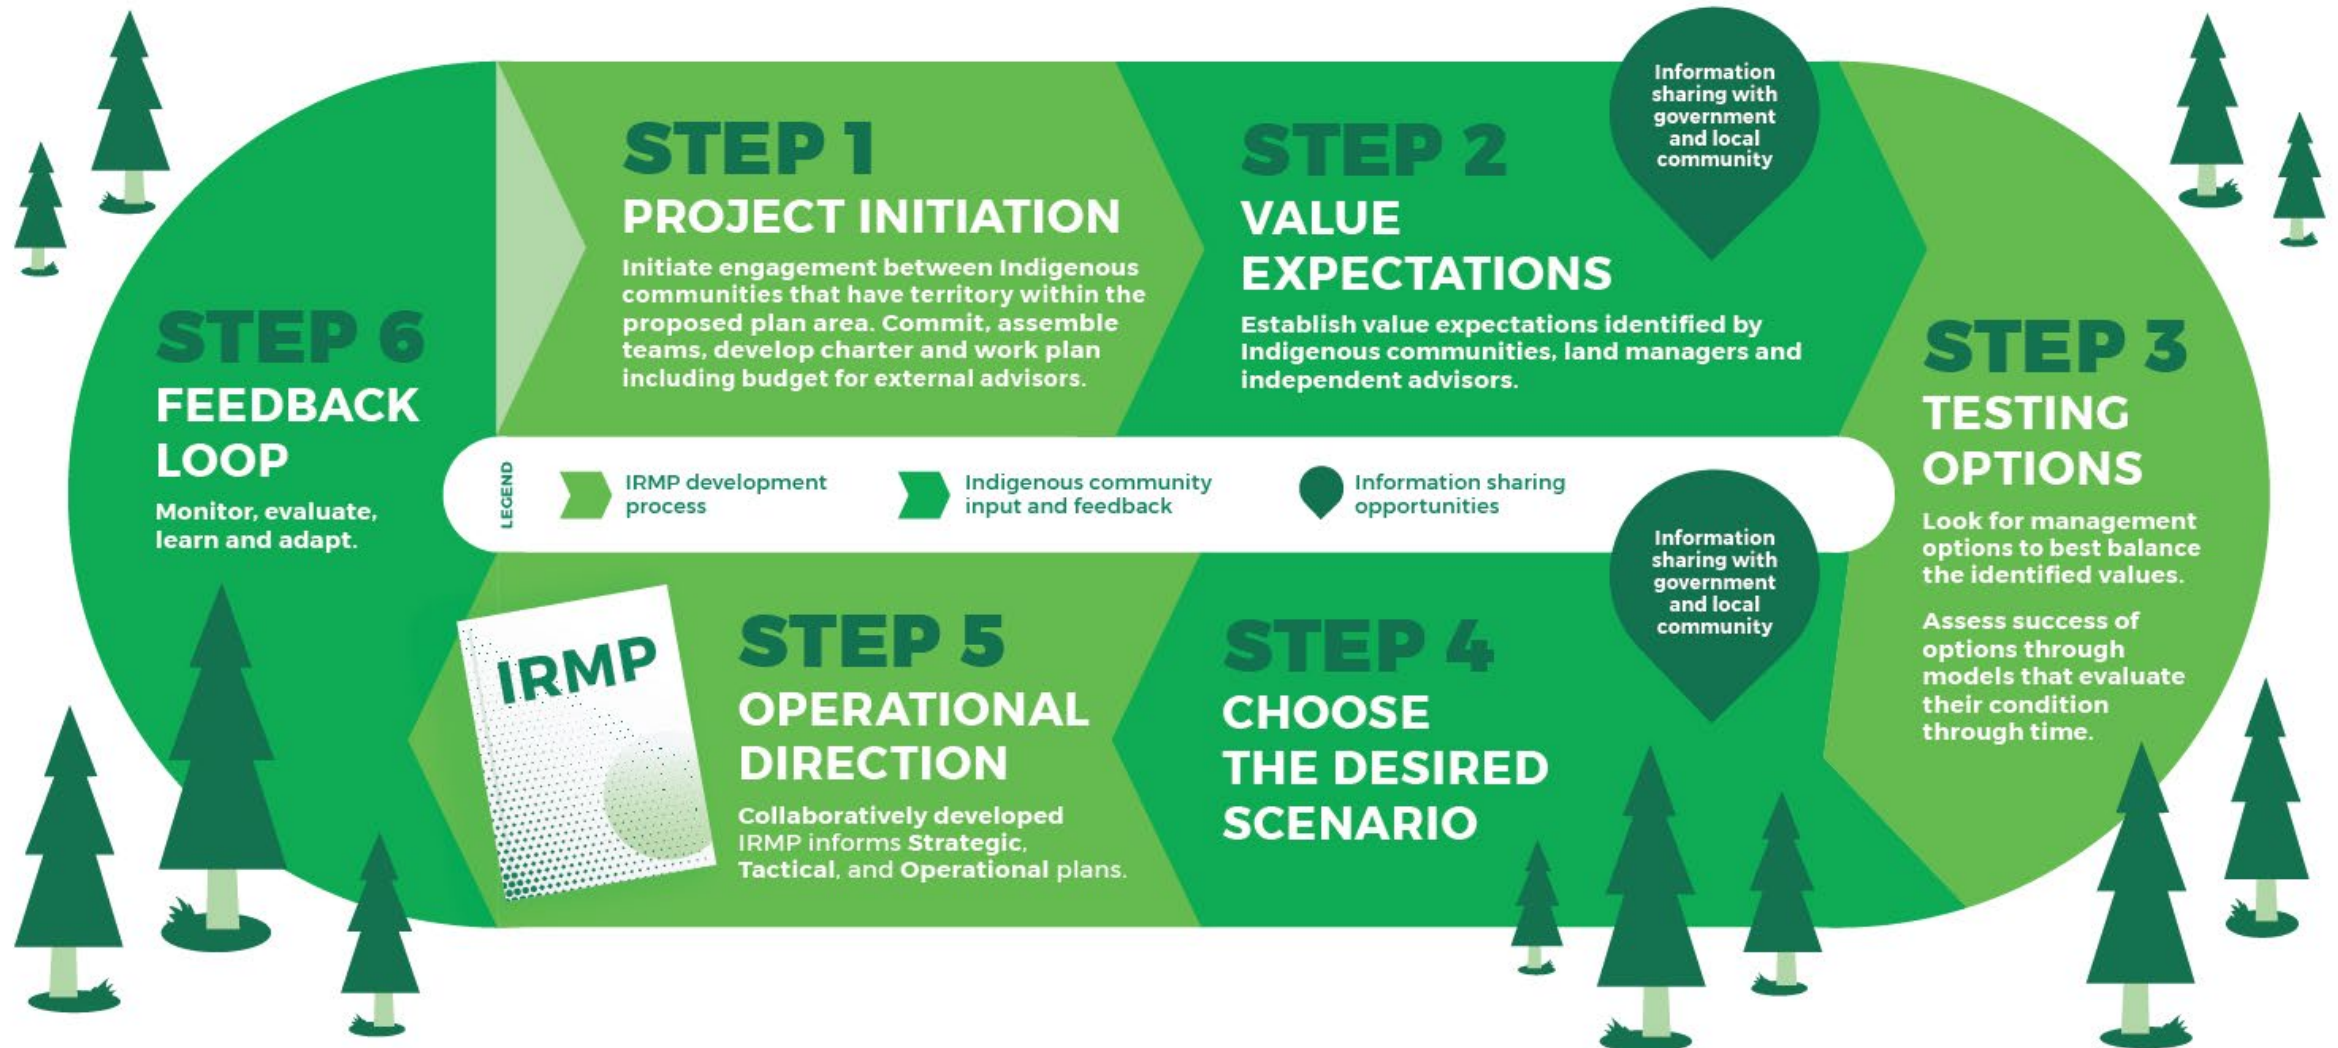 STEP 1
PROJECT INITIATION
Initiate engagement between Indigenous
communities that have territory within the
proposed plan area. Commit, assemble
teams, develop charter and work plan
including budget for external advisors.
STEP 2
VALUE
EXPECTATIONS
Establish value expectations identified by
Indigenous communities, land managers and
independent advisors.
Information
sharing with
government
and local
community
STEP 3
TESTING
OPTIONS
Look for management
options to best balance
the identified values.
Assess success of
options through
models that evaluate
their condition
through time.
STEP 4
CHOOSE
THE DESIRED
SCENARIO
Information
sharing with
government
and local
community
STEP 5
OPERATIONAL
DIRECTION
Collaboratively developed
IRMP informs Strategic,
Tactical, and Operational plans.
IRMP
STEP 6
FEEDBACK
LOOP
Monitor, evaluate,
learn and adapt.
LEGEND
IRMP development
process
Indigenous community
input and feedback
Information sharing
opportunities